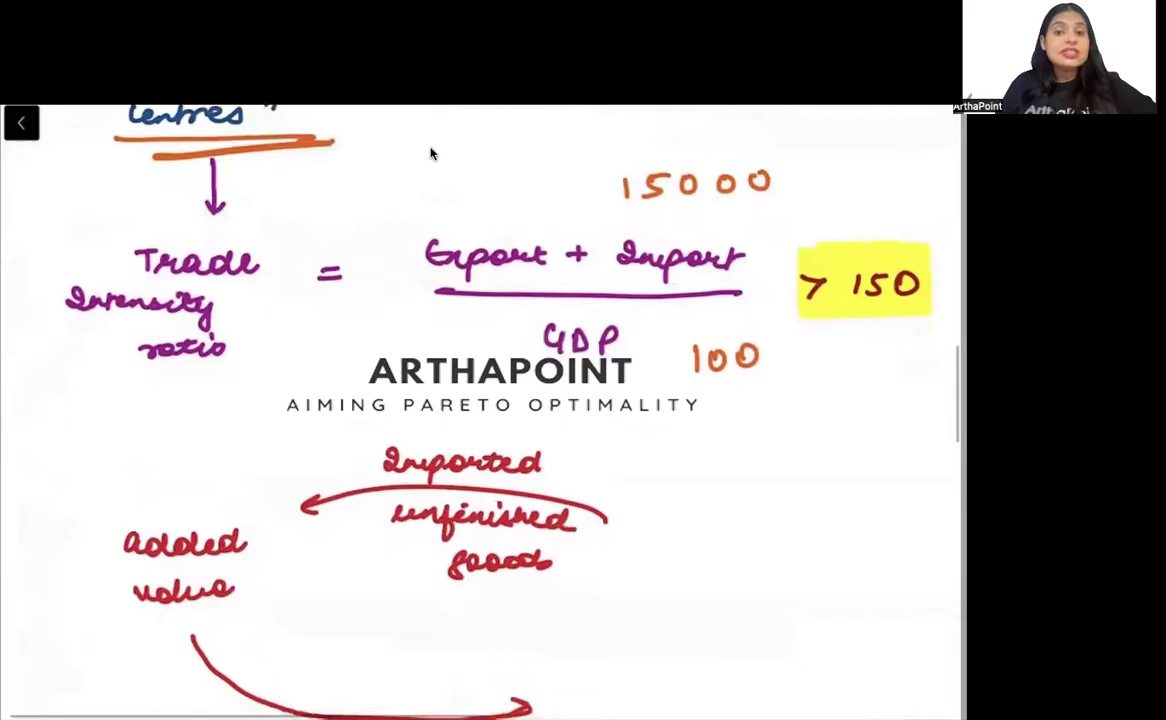 ArthaPoint
Centres"
15000
Trade = Export + Import > 150
Intensity
ratio
GDP
100
ARTHAPOINT
AIMING PARETO OPTIMALITY
Imported
unfinished
goods
added
value